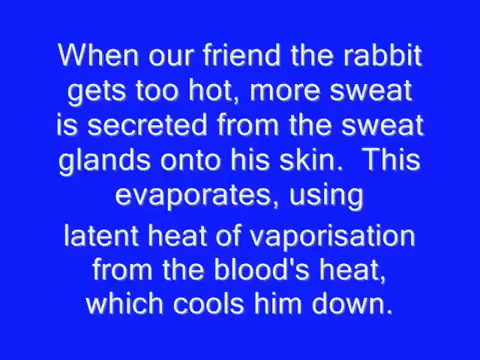 When our friend the rabbit
gets too hot, more sweat
is secreted from the sweat
glands onto his skin.  This
evaporates, using
latent heat of vaporisation
from the blood's heat,
which cools him down.